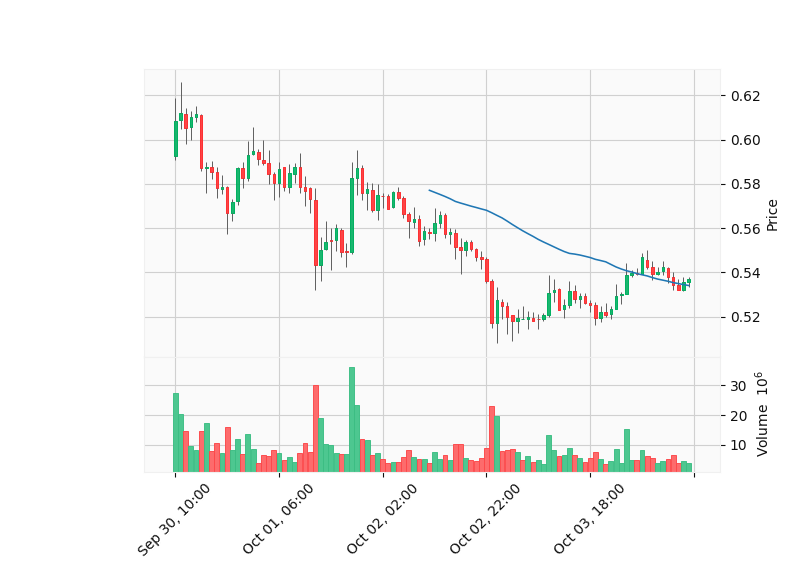 0.62
0.60
0.58
0.56
0.54
0.52
Price
30
20
10
Volume 10^6
Sep 30, 10:00
Oct 01, 06:00
Oct 02, 02:00
Oct 02, 22:00
Oct 03, 18:00